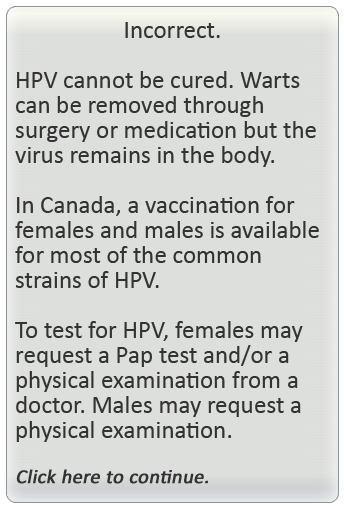 Incorrect.
HPV cannot be cured. Warts
can be removed through
surgery or medication but the
virus remains in the body.
In Canada, a vaccination for
females and males is available
for most of the common
strains of HPV.
To test for HPV, females may
request a Pap test and/or a
physical examination from a
doctor. Males may request a
physical examination.
Click here to continue.